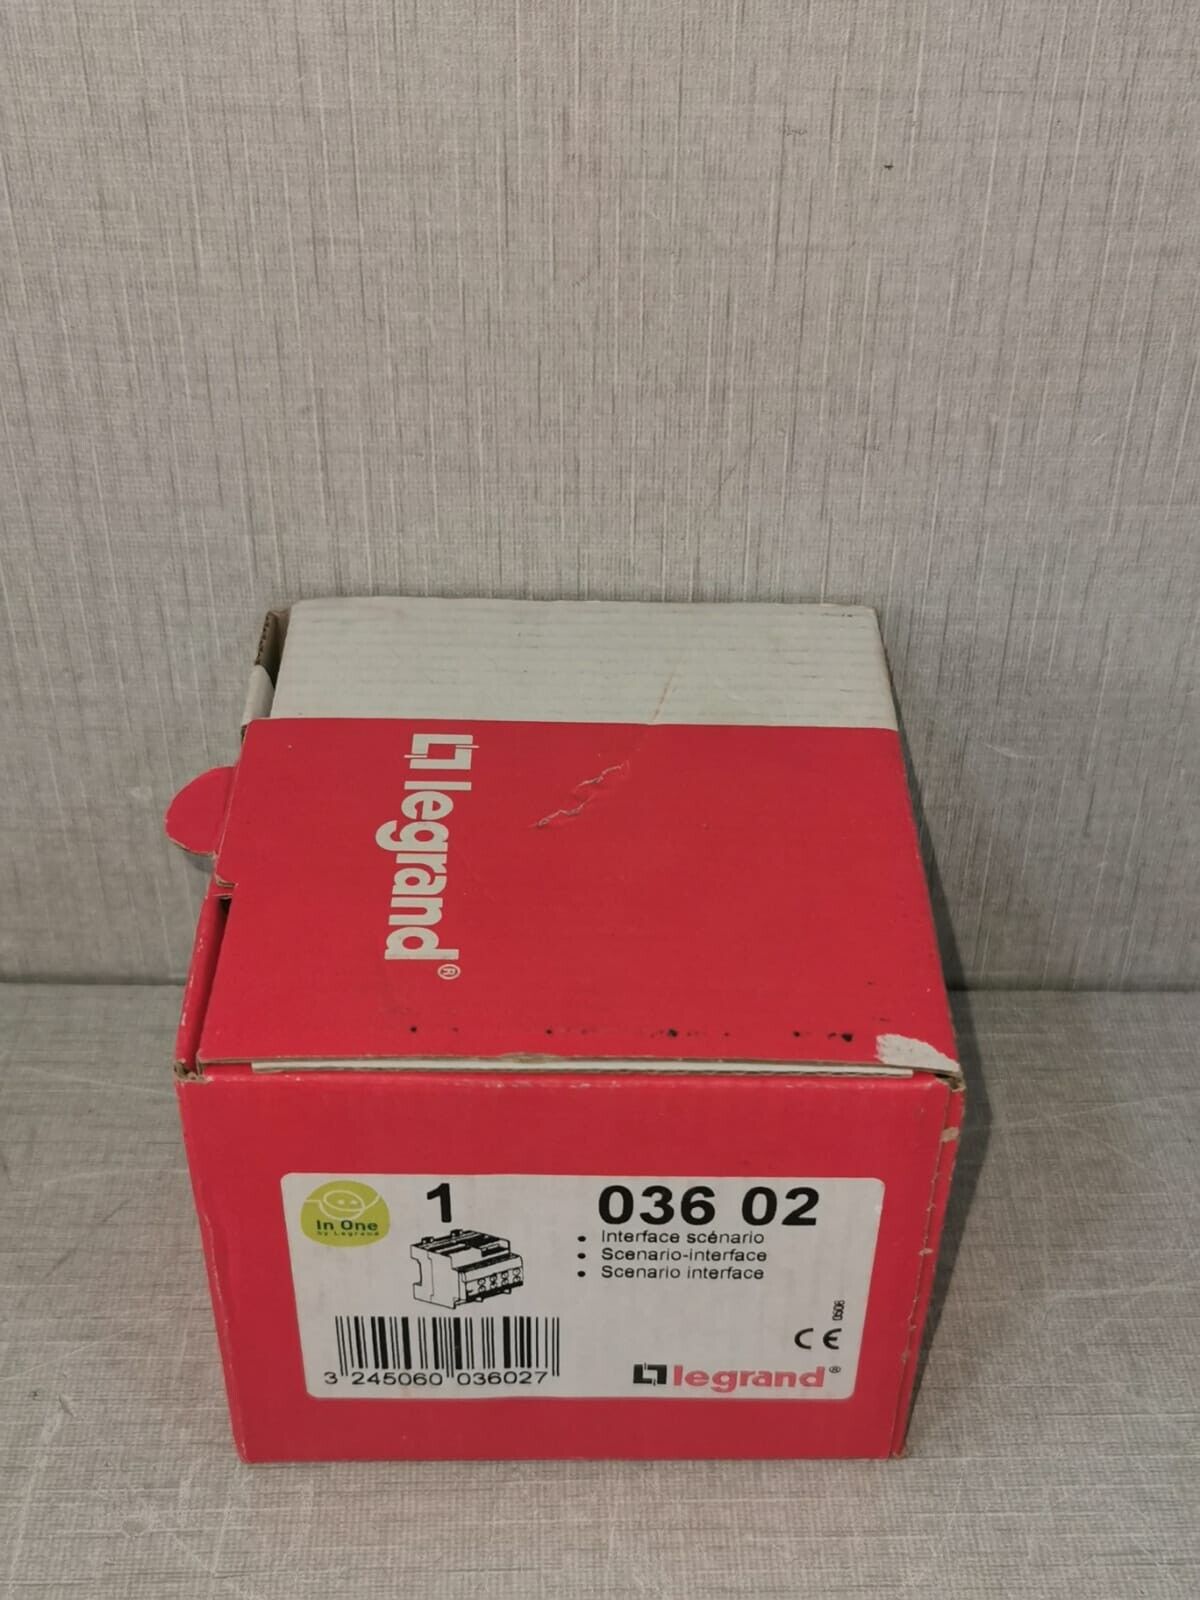 legrand®
In One
by Legrand
1
036 02
• Interface scénario
• Scenario-interface
• Scenario interface
CE
3 245060 036027
legrand®